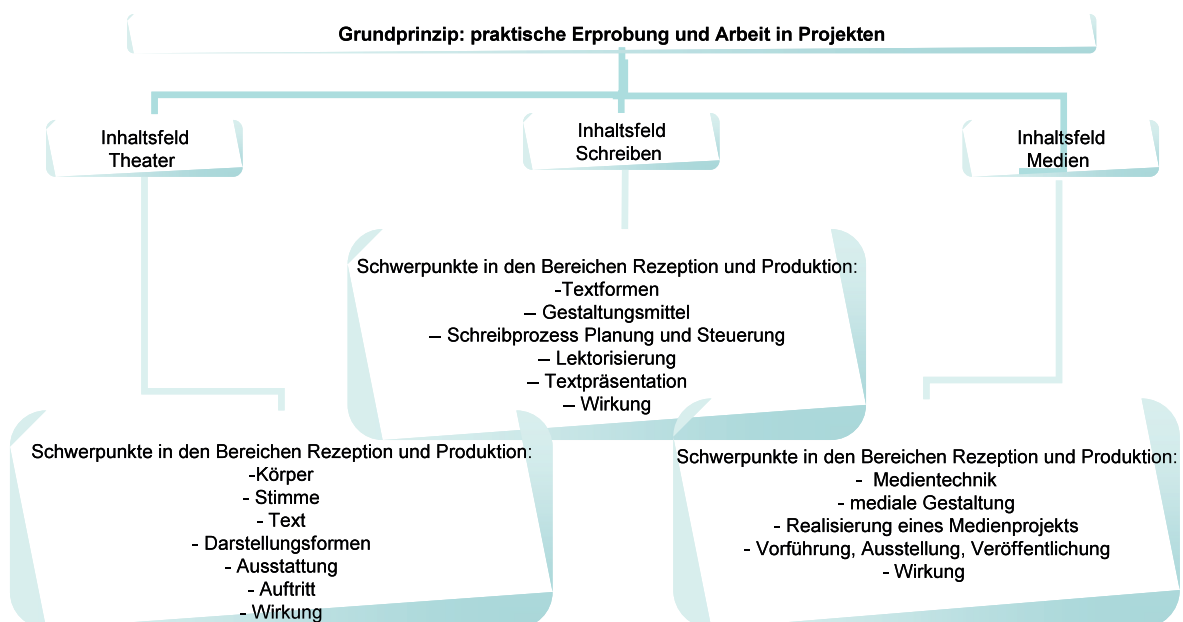 Grundprinzip: praktische Erprobung und Arbeit in Projekten
Inhaltsfeld
Theater
Inhaltsfeld
Schreiben
Inhaltsfeld
Medien
Schwerpunkte in den Bereichen Rezeption und Produktion:
-Textformen
– Gestaltungsmittel
– Schreibprozess Planung und Steuerung
– Lektorisierung
– Textpräsentation
– Wirkung
Schwerpunkte in den Bereichen Rezeption und Produktion:
-Körper
- Stimme
- Text
- Darstellungsformen
- Ausstattung
- Auftritt
- Wirkung
Schwerpunkte in den Bereichen Rezeption und Produktion:
- Medientechnik
- mediale Gestaltung
- Realisierung eines Medienprojekts
- Vorführung, Ausstellung, Veröffentlichung
- Wirkung